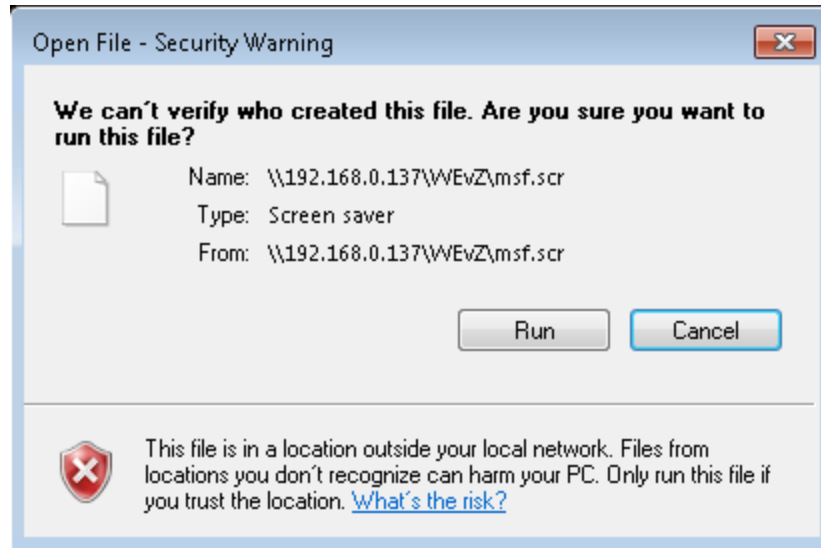 Open File - Security Warning
We can´t verify who created this file. Are you sure you want to
run this file?
Name: \\192.168.0.137\WEvZ\msf.scr
Type: Screen saver
From: \\192.168.0.137\WEvZ\msf.scr
Run Cancel
This file is in a location outside your local network. Files from
locations you don´t recognize can harm your PC. Only run this file if
you trust the location. What´s the risk?